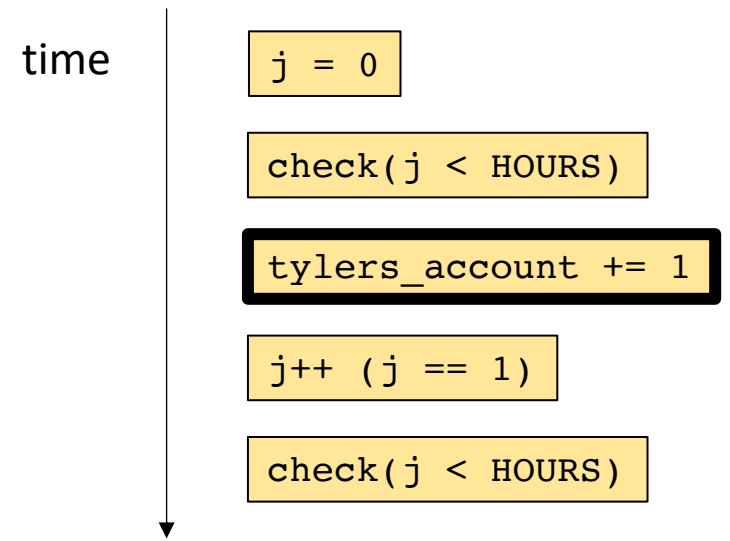 time
j = 0
check(j < HOURS)
tylers_account += 1
j++ (j == 1)
check(j < HOURS)